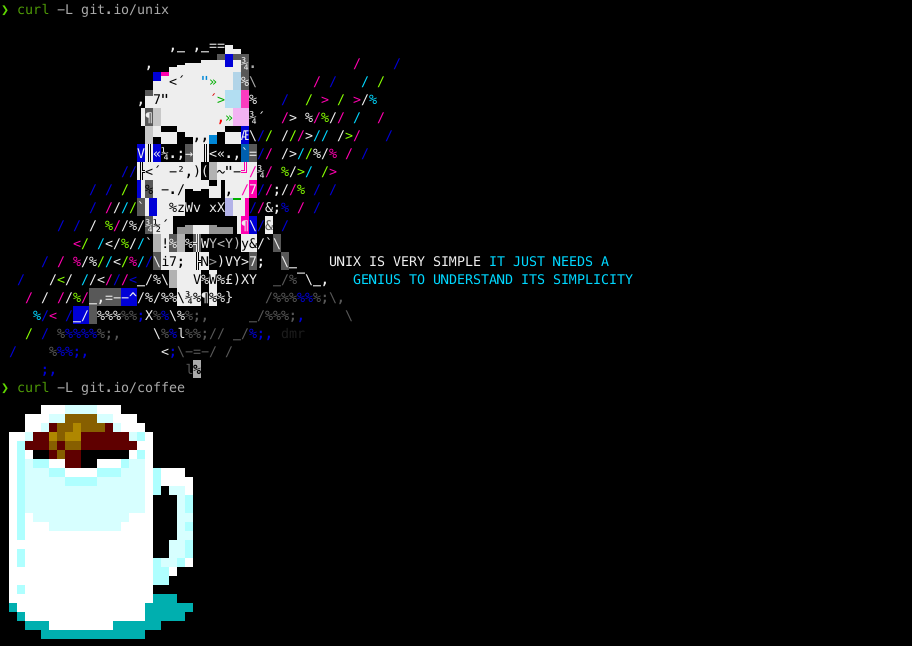 ❯ curl -L git.io/unix
UNIX IS VERY SIMPLE IT JUST NEEDS A
GENIUS TO UNDERSTAND ITS SIMPLICITY
dmr
❯ curl -L git.io/coffee